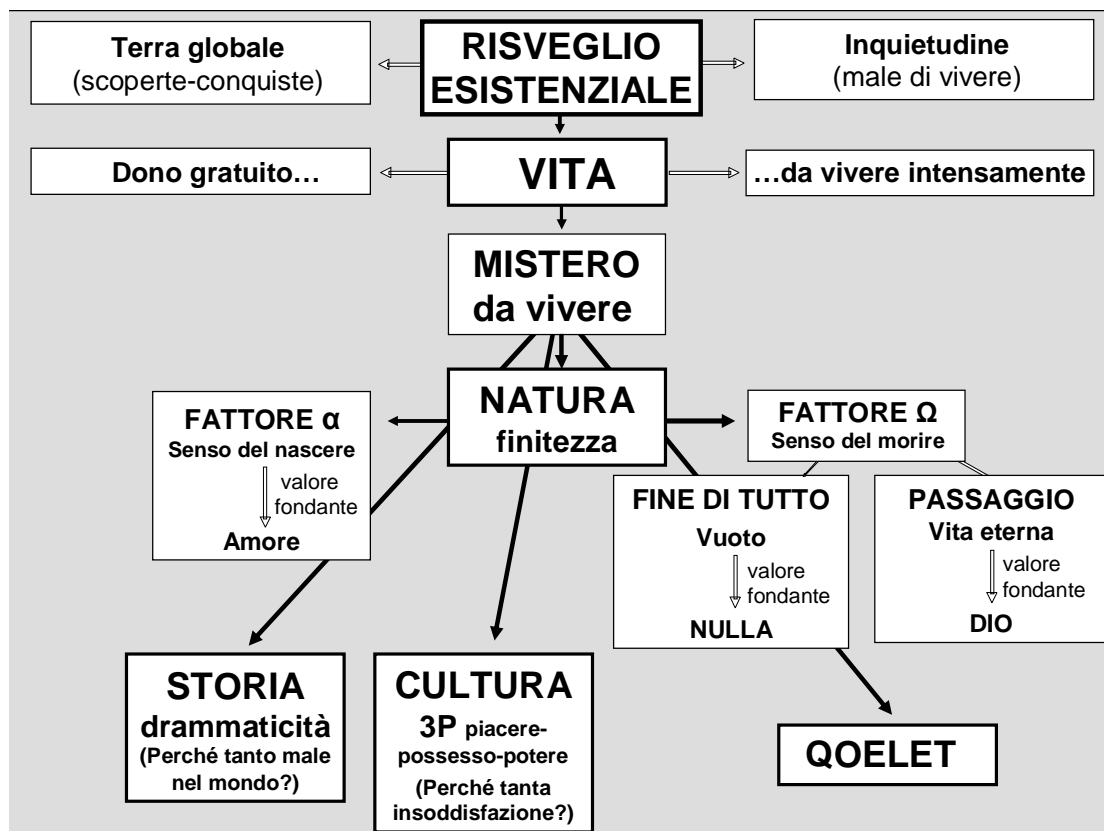 Terra globale
(scoperte-conquiste)
RISVEGLIO
ESISTENZIALE
Inquietudine
(male di vivere)
Dono gratuito…
VITA
…da vivere intensamente
MISTERO
da vivere
FATTORE α
Senso del nascere
valore
fondante
Amore
NATURA
finitezza
FATTORE Ω
Senso del morire
FINE DI TUTTO
Vuoto
valore
fondante
NULLA
PASSAGGIO
Vita eterna
valore
fondante
DIO
STORIA
drammaticità
(Perché tanto male
nel mondo?)
CULTURA
3P piacere-
possesso-potere
(Perché tanta
insoddisfazione?)
QOELET